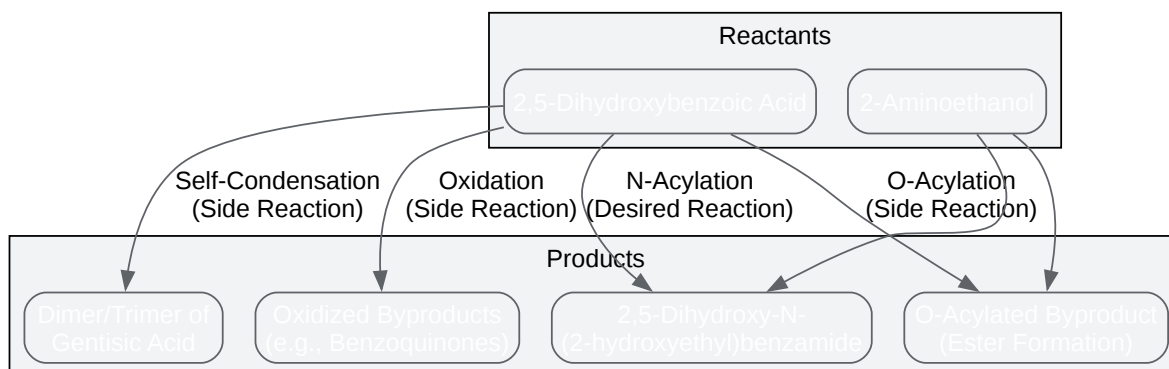 Reactants
2,5-Dihydroxybenzoic Acid
2-Aminoethanol
Self-Condensation
(Side Reaction)
Oxidation
(Side Reaction)
N-Acylation
(Desired Reaction)
O-Acylation
(Side Reaction)
Products
Dimer/Trimer of
Gentisic Acid
Oxidized Byproducts
(e.g., Benzoquinones)
2,5-Dihydroxy-N-
(2-hydroxyethyl)benzamide
O-Acylated Byproduct
(Ester Formation)